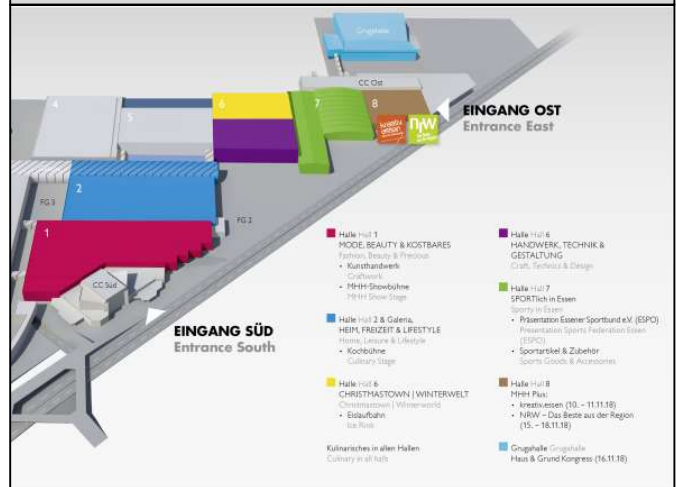 Grugahalle
CC Ost
4
5
6
7
8
kreativ
essen
NRW
EINGANG OST
Entrance East
2
FG 3
FG 2
1
CC Süd
EINGANG SÜD
Entrance South
Halle Hall 1
MODE, BEAUTY & KOSTBARES
Fashion, Beauty & Precious
• Kunsthandwerk
Craftwork
• MHH-Showbühne
MHH Show Stage
Halle Hall 2 & Galeria,
HEIM, FREIZEIT & LIFESTYLE
Home, Leisure & Lifestyle
• Kochbühne
Culinary Stage
Halle Hall 6
CHRISTMASTOWN | WINTERWELT
Christmastown | Winterworld
• Eislaufbahn
Ice Rink
Kulinarisches in allen Hallen
Culinary in all halls
Halle Hall 6
HANDWERK, TECHNIK &
GESTALTUNG
Craft, Technics & Design
Halle Hall 7
SPORTlich in Essen
Sporty in Essen
• Präsentation Essener Sportbund e.V. (ESPO)
Presentation Sports Federation Essen
(ESPO)
• Sportartikel & Zubehör
Sports Goods & Accessories
Halle Hall 8
MHH Plus:
• kreativ.essen (10. – 11.11.18)
• NRW – Das Beste aus der Region
(15. – 18.11.18)
Grugahalle Grugahalle
Haus & Grund Kongress (16.11.18)